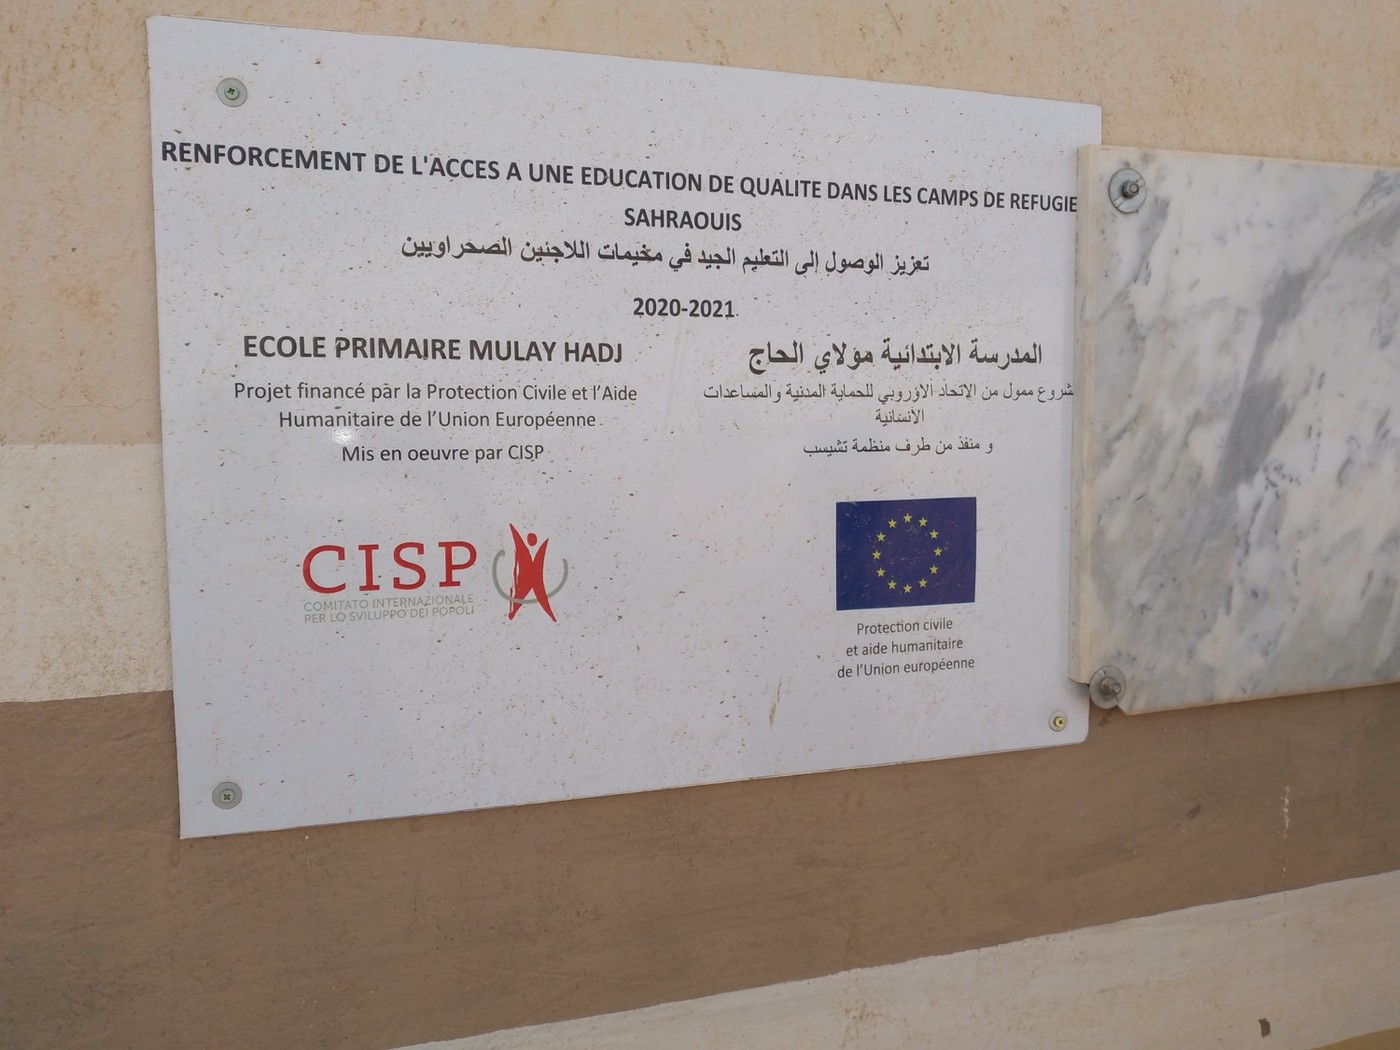 RENFORCEMENT DE L'ACCES A UNE EDUCATION DE QUALITE DANS LES CAMPS DE REFUGIE
SAHRAOUIS
تعزيز الوصول إلى التعليم الجيد في مخيمات اللاجئين الصحراويين
2020-2021
ECOLE PRIMAIRE MULAY HADJ
Projet financé par la Protection Civile et l'Aide
Humanitaire de l'Union Européenne
Mis en oeuvre par CISP
المدرسة الابتدائية مولاي الحاج
شروع ممول من الاتحاد الاوروبي للحماية المدنية والمساعدات
الأنسانية
و منفذ من طرف منظمة تشيسب
CISP
COMITATO INTERNAZIONALE
PER LO SVILUPPO DEI POPOLI
Protection civile
et aide humanitaire
de l'Union européenne